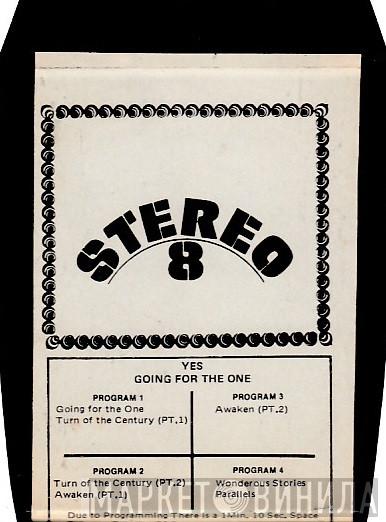 STEREO
8
YES
GOING FOR THE ONE
PROGRAM 1
Going for the One
Turn of the Century (PT.1)
PROGRAM 3
Awaken (PT.2)
PROGRAM 2
Turn of the Century (PT.2)
Awaken (PT.1)
PROGRAM 4
Wonderous Stories
Parallels
МАРКЕТ ВИНИЛА
Due to Programming There is a 1Min. 10 Sec. Space